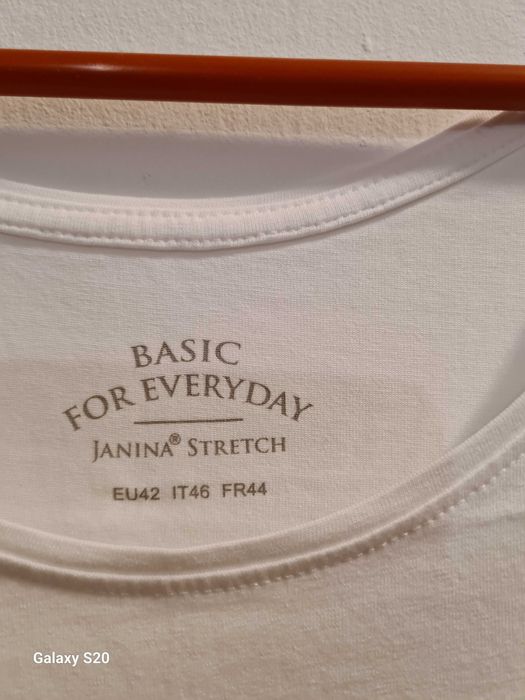 BASIC
FOR EVERYDAY
JANINA® STRETCH
EU42 IT46 FR44
Galaxy S20